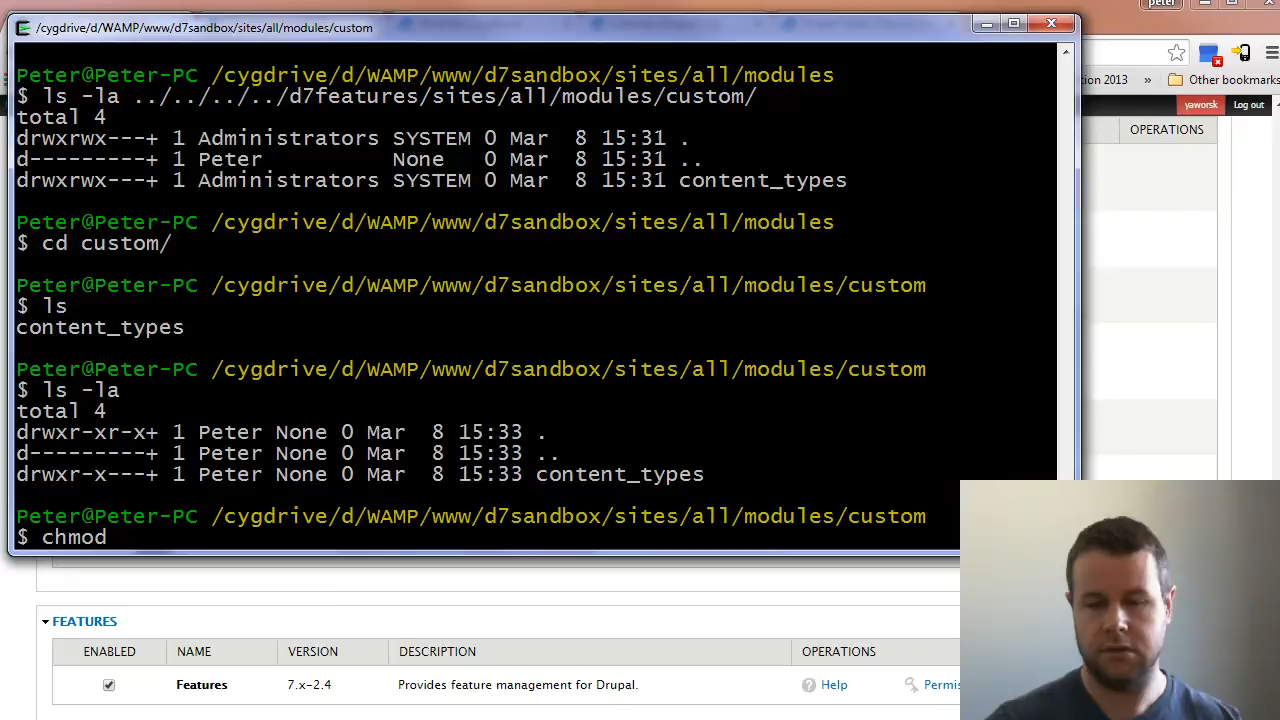 peter
/cygdrive/d/WAMP/www/d7sandbox/sites/all/modules/custom
Peter@Peter-PC /cygdrive/d/WAMP/www/d7sandbox/sites/all/modules
$ ls -la ../../../../d7features/sites/all/modules/custom/
total 4
drwxrwx---+ 1 Administrators SYSTEM 0 Mar 8 15:31 .
d---------+ 1 Peter None 0 Mar 8 15:31 ..
drwxrwx---+ 1 Administrators SYSTEM 0 Mar 8 15:31 content_types
Peter@Peter-PC /cygdrive/d/WAMP/www/d7sandbox/sites/all/modules
$ cd custom/
Peter@Peter-PC /cygdrive/d/WAMP/www/d7sandbox/sites/all/modules/custom
$ ls
content_types
Peter@Peter-PC /cygdrive/d/WAMP/www/d7sandbox/sites/all/modules/custom
$ ls -la
total 4
drwxr-xr-x+ 1 Peter None 0 Mar 8 15:33 .
d---------+ 1 Peter None 0 Mar 8 15:33 ..
drwxr-x---+ 1 Peter None 0 Mar 8 15:33 content_types
Peter@Peter-PC /cygdrive/d/WAMP/www/d7sandbox/sites/all/modules/custom
$ chmod
ction 2013 » Other bookmarks
yaworsk Log out
OPERATIONS
FEATURES
ENABLED NAME VERSION DESCRIPTION OPERATIONS
Features 7.x-2.4 Provides feature management for Drupal. Help Permis